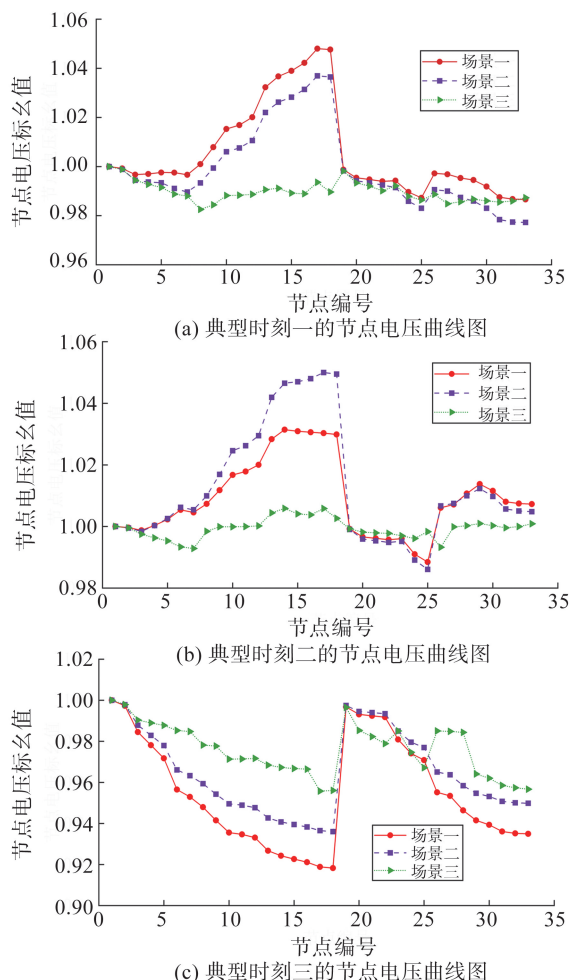 1.06
1.04
1.02
1.00
0.98
0.96
节点电压标幺值
场景一
场景二
场景三
0 5 10 15 20 25 30 35
节点编号
(a) 典型时刻一的节点电压曲线图
1.06
1.04
1.02
1.00
0.98
节点电压标幺值
场景一
场景二
场景三
0 5 10 15 20 25 30 35
节点编号
(b) 典型时刻二的节点电压曲线图
1.02
1.00
0.98
0.96
0.94
0.92
0.90
节点电压标幺值
场景一
场景二
场景三
0 5 10 15 20 25 30 35
节点编号
(c) 典型时刻三的节点电压曲线图